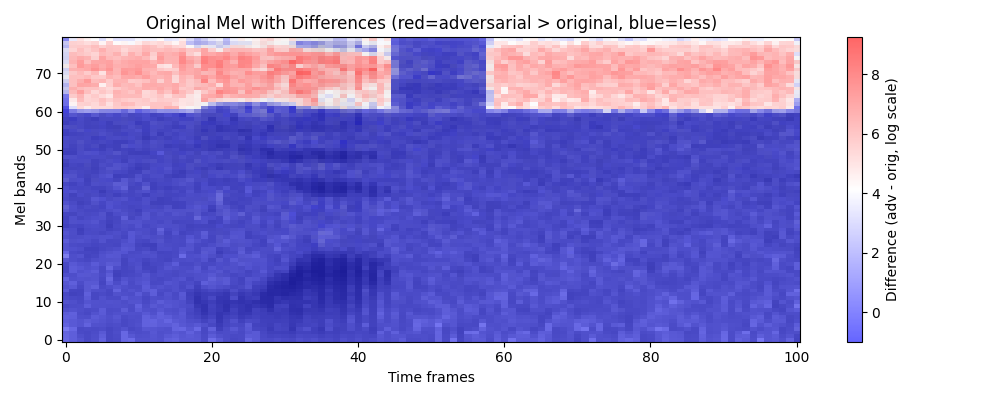 Original Mel with Differences (red=adversarial > original, blue=less)
Mel bands
70
60
50
40
30
20
10
0
0 20 40 60 80 100
Time frames
8
6
4
2
0
Difference (adv - orig, log scale)